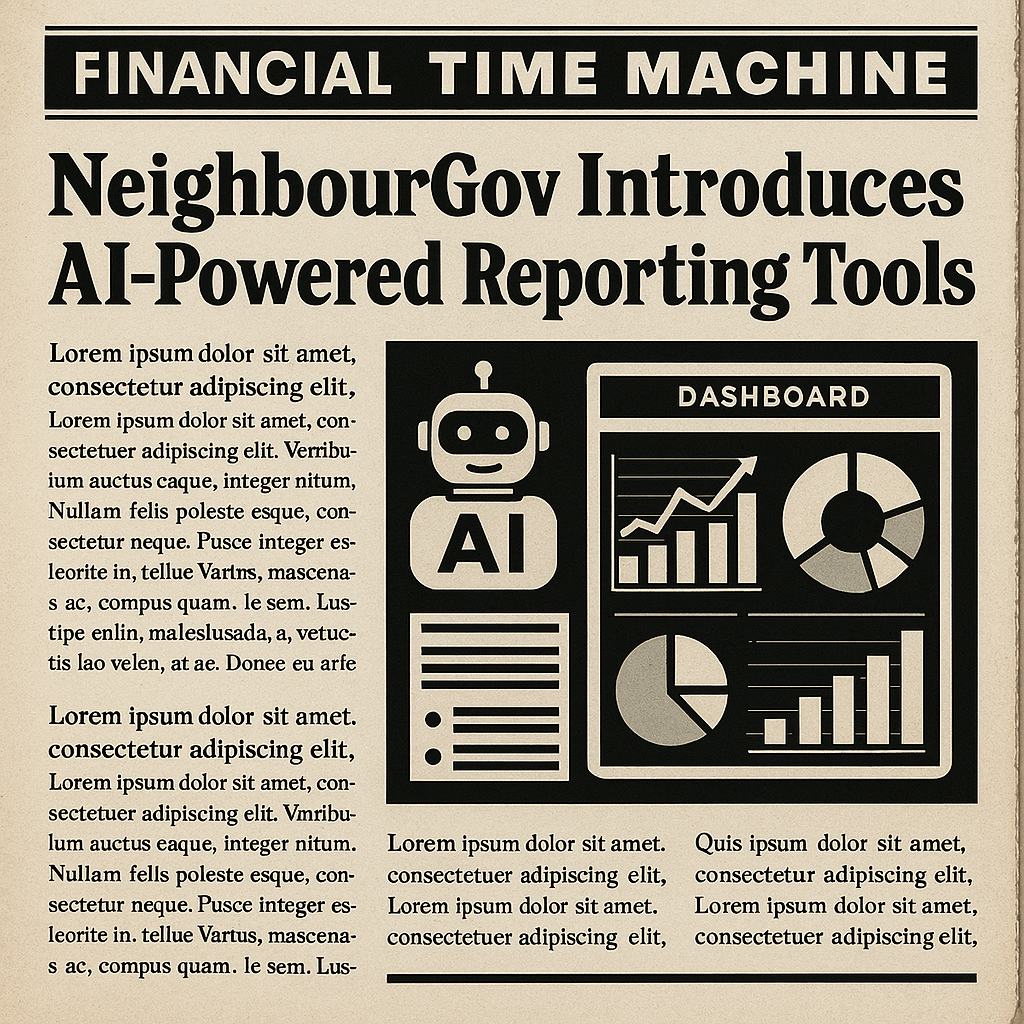 FINANCIAL TIME MACHINE
NeighbourGov Introduces
AI-Powered Reporting Tools
Lorem ipsum dolor sit amet,
consectetur adipiscing elit,
Lorem ipsum dolor sit amet, con-
sectetuer adipiscing elit. Verribu-
ium auctus caque, integer nitum,
Nullam felis poleste esque, con-
sectetur neque. Pusce integer es-
leorite in, tellue Vartns, mascena-
s ac, compus quam. le sem. Lus-
tipe enlin, maleslusada, a, vetuc-
tis lao velen, at ae. Donee eu arfe
Lorem ipsum dolor sit amet.
consectetur adipiscing elit,
Lorem ipsum dolor sit amet, con-
sectetuer adipiscing elit. Vmribu-
lum auctus eaque, integer nitum.
Nullam fells poleste esque, con-
sectetur neque. Pusce integer es-
leorite in. tellue Vartus, mascena-
s ac, compus quam. le sem. Lus-
AI
DASHBOARD
Lorem ipsum dolor sit amet.
consectetuer adipiscing elit,
Lorem ipsum dolor sit amet.
consectetuer adipiscing elit,
Quis ipsum dolor sit amet,
consectetur adipiscing elit,
Lorem ipsum dolor sit amet,
consectetuer adipiscing elit,